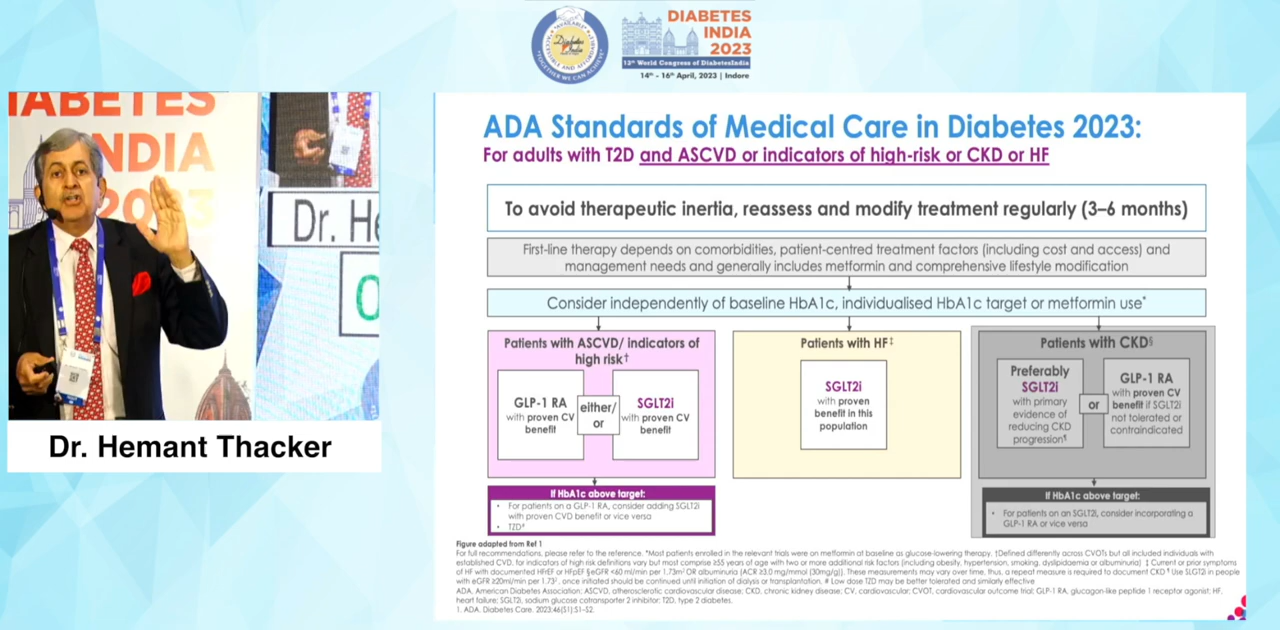 DIABETES
INDIA
2023
13th World Congress of DiabetesIndia
14th - 16th April, 2023 | Indore
Diabetes
India
TOGETHER WE CAN ACHIEVE
IABETES
INDIA
2023
Dr. He
Dr. Hemant Thacker
ADA Standards of Medical Care in Diabetes 2023:
For adults with T2D and ASCVD or indicators of high-risk or CKD or HF
To avoid therapeutic inertia, reassess and modify treatment regularly (3–6 months)
First-line therapy depends on comorbidities, patient-centred treatment factors (including cost and access) and
management needs and generally includes metformin and comprehensive lifestyle modification
Consider independently of baseline HbA1c, individualised HbA1c target or metformin use*
Patients with ASCVD/ indicators of
high risk†
GLP-1 RA
with proven CV
benefit
either/
or
SGLT2i
with proven CV
benefit
If HbA1c above target:
• For patients on a GLP-1 RA, consider adding SGLT2i
with proven CVD benefit or vice versa
• TZD#
Patients with HF‡
SGLT2i
with proven
benefit in this
population
Patients with CKD§
Preferably
SGLT2i
with primary
evidence of
reducing CKD
progression¶
or
GLP-1 RA
with proven CV
benefit if SGLT2i
not tolerated or
contraindicated
If HbA1c above target:
• For patients on an SGLT2i, consider incorporating a
GLP-1 RA or vice versa
Figure adapted from Ref 1
For full recommendations, please refer to the reference. *Most patients enrolled in the relevant trials were on metformin at baseline as glucose-lowering therapy. †Defined differently across CVOTs but all included individuals with
established CVD, for indicators of high risk definitions vary but most comprise ≥55 years of age with two or more additional risk factors (including obesity, hypertension, smoking, dyslipidaemia or albuminuria) ‡ Current or prior symptoms
of HF with documented HFrEF or HFpEF §eGFR <60 ml/min per 1.73m² OR albuminuria (ACR ≥3.0 mg/mmol (30mg/g)). These measurements may vary over time, thus, a repeat measure is required to document CKD ¶ Use SGLT2i in people
with eGFR ≥20ml/min per 1.73², once initiated should be continued until initiation of dialysis or transplantation. # Low dose TZD may be better tolerated and similarly effective
ADA, American Diabetes Association; ASCVD, atherosclerotic cardiovascular disease; CKD, chronic kidney disease; CV, cardiovascular; CVOT, cardiovascular outcome trial; GLP-1 RA, glucagon-like peptide 1 receptor agonist, HF,
heart failure; SGLT2i, sodium glucose cotransporter 2 inhibitor; T2D, type 2 diabetes.
1. ADA. Diabetes Care. 2023;46(S1):S1–S2.